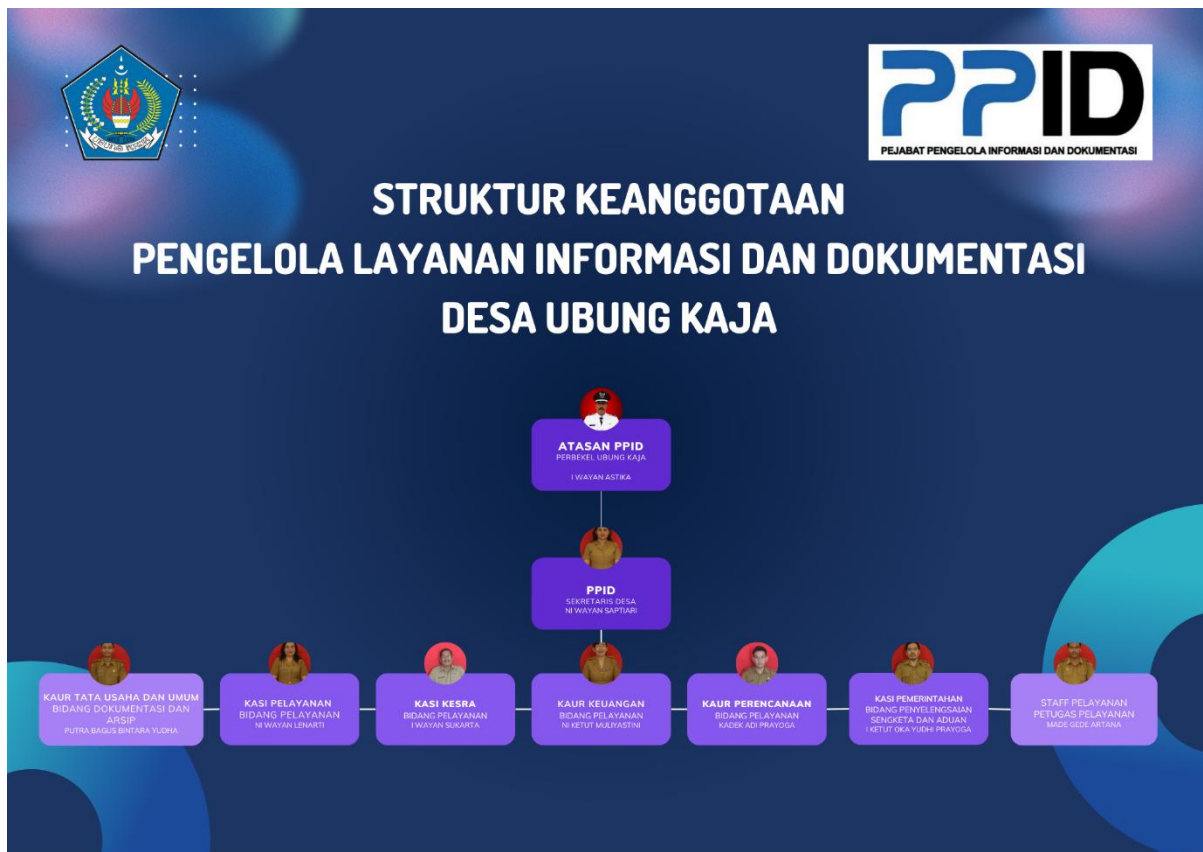 PPID
PEJABAT PENGELOLA INFORMASI DAN DOKUMENTASI
STRUKTUR KEANGGOTAAN
PENGELOLA LAYANAN INFORMASI DAN DOKUMENTASI
DESA UBUNG KAJA
ATASAN PPID
PERBEKEL UBUNG KAJA
I WAYAN ASTIKA
PPID
SEKRETARIS DESA
NI WAYAN SAPTIARI
KAUR TATA USAHA DAN UMUM
BIDANG DOKUMENTASI DAN
ARSIP
PUTRA BAGUS BINTARA YUDHA
KASI PELAYANAN
BIDANG PELAYANAN
NI WAYAN LENARTI
KASI KESRA
BIDANG PELAYANAN
I WAYAN SUKARTA
KAUR KEUANGAN
BIDANG PELAYANAN
NI KETUT MULIYASTINI
KAUR PERENCANAAN
BIDANG PELAYANAN
KADEK ADI PRAYOGA
KASI PEMERINTAHAN
BIDANG PENYELENGSAIAN
SENGKETA DAN ADUAN
I KETUT OKA YUDHI PRAYOGA
STAFF PELAYANAN
PETUGAS PELAYANAN
MADE GEDE ARTANA